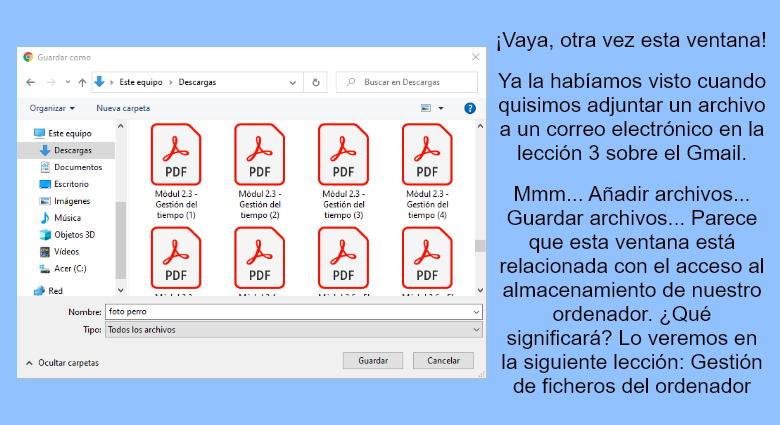 Guardar como
Este equipo > Descargas
Buscar en Descargas
Organizar
Nueva carpeta
Este equipo
Descargas
Documentos
Escritorio
Imágenes
Música
Objetos 3D
Vídeos
Acer (C:)
Red
PDF
PDF
PDF
PDF
Mòdul 2.3 -
Gestión del
tiempo (1)
Mòdul 2.3 -
Gestión del
tiempo (2)
Mòdul 2.3 -
Gestión del
tiempo (3)
Mòdul 2.3 -
Gestión del
tiempo (4)
PDF
PDF
PDF
PDF
Nombre: foto perro
Tipo: Todos los archivos
Ocultar carpetas
Guardar
Cancelar
¡Vaya, otra vez esta ventana!
Ya la habíamos visto cuando
quisimos adjuntar un archivo
a un correo electrónico en la
lección 3 sobre el Gmail.
Mmm... Añadir archivos...
Guardar archivos... Parece
que esta ventana está
relacionada con el acceso al
almacenamiento de nuestro
ordenador. ¿Qué
significará? Lo veremos en
la siguiente lección: Gestión
de ficheros del ordenador